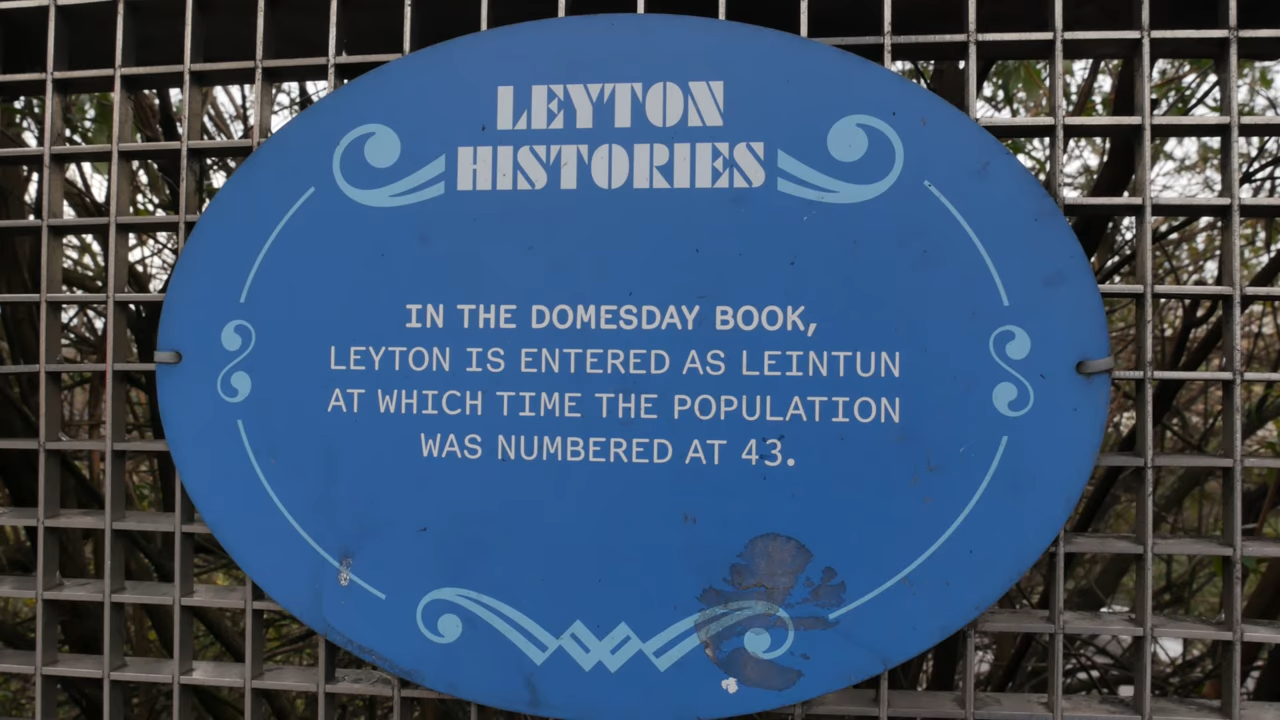 LEYTON
HISTORIES
IN THE DOMESDAY BOOK,
LEYTON IS ENTERED AS LEINTUN
AT WHICH TIME THE POPULATION
WAS NUMBERED AT 43.